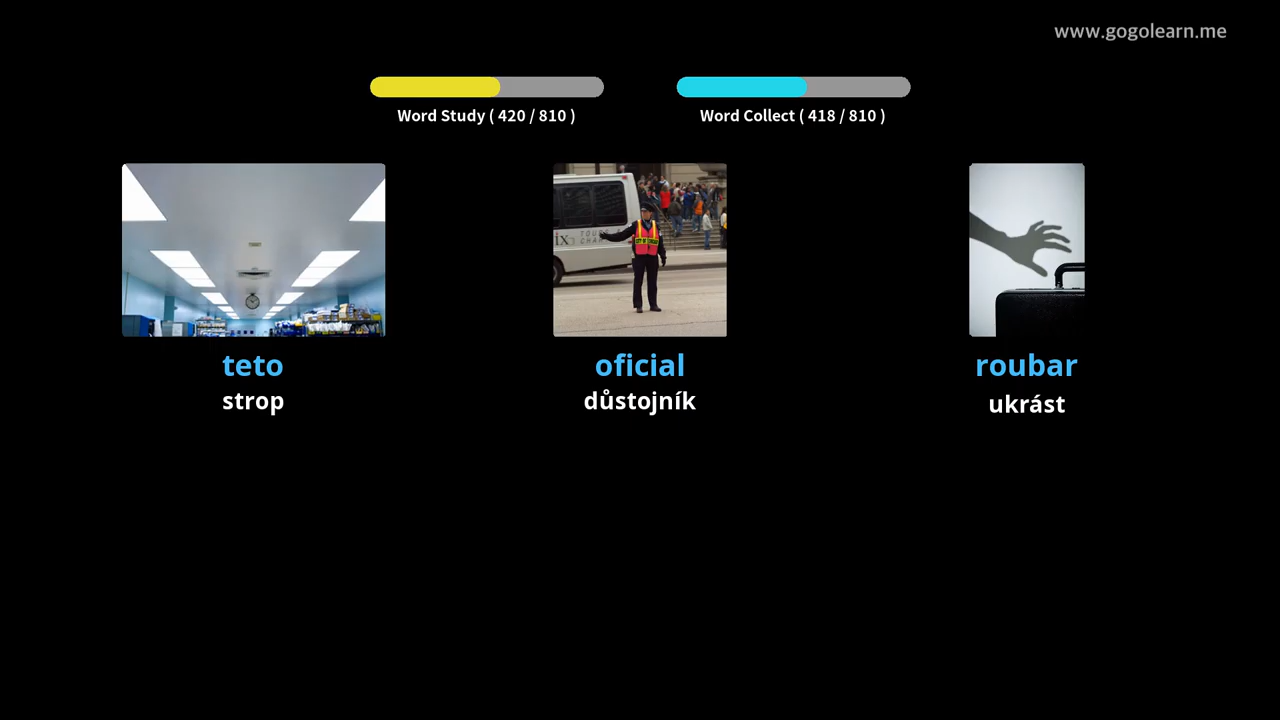 www.gogolearn.me
Word Study ( 420 / 810 )
Word Collect ( 418 / 810 )
teto
strop
oficial
důstojník
roubar
ukrást